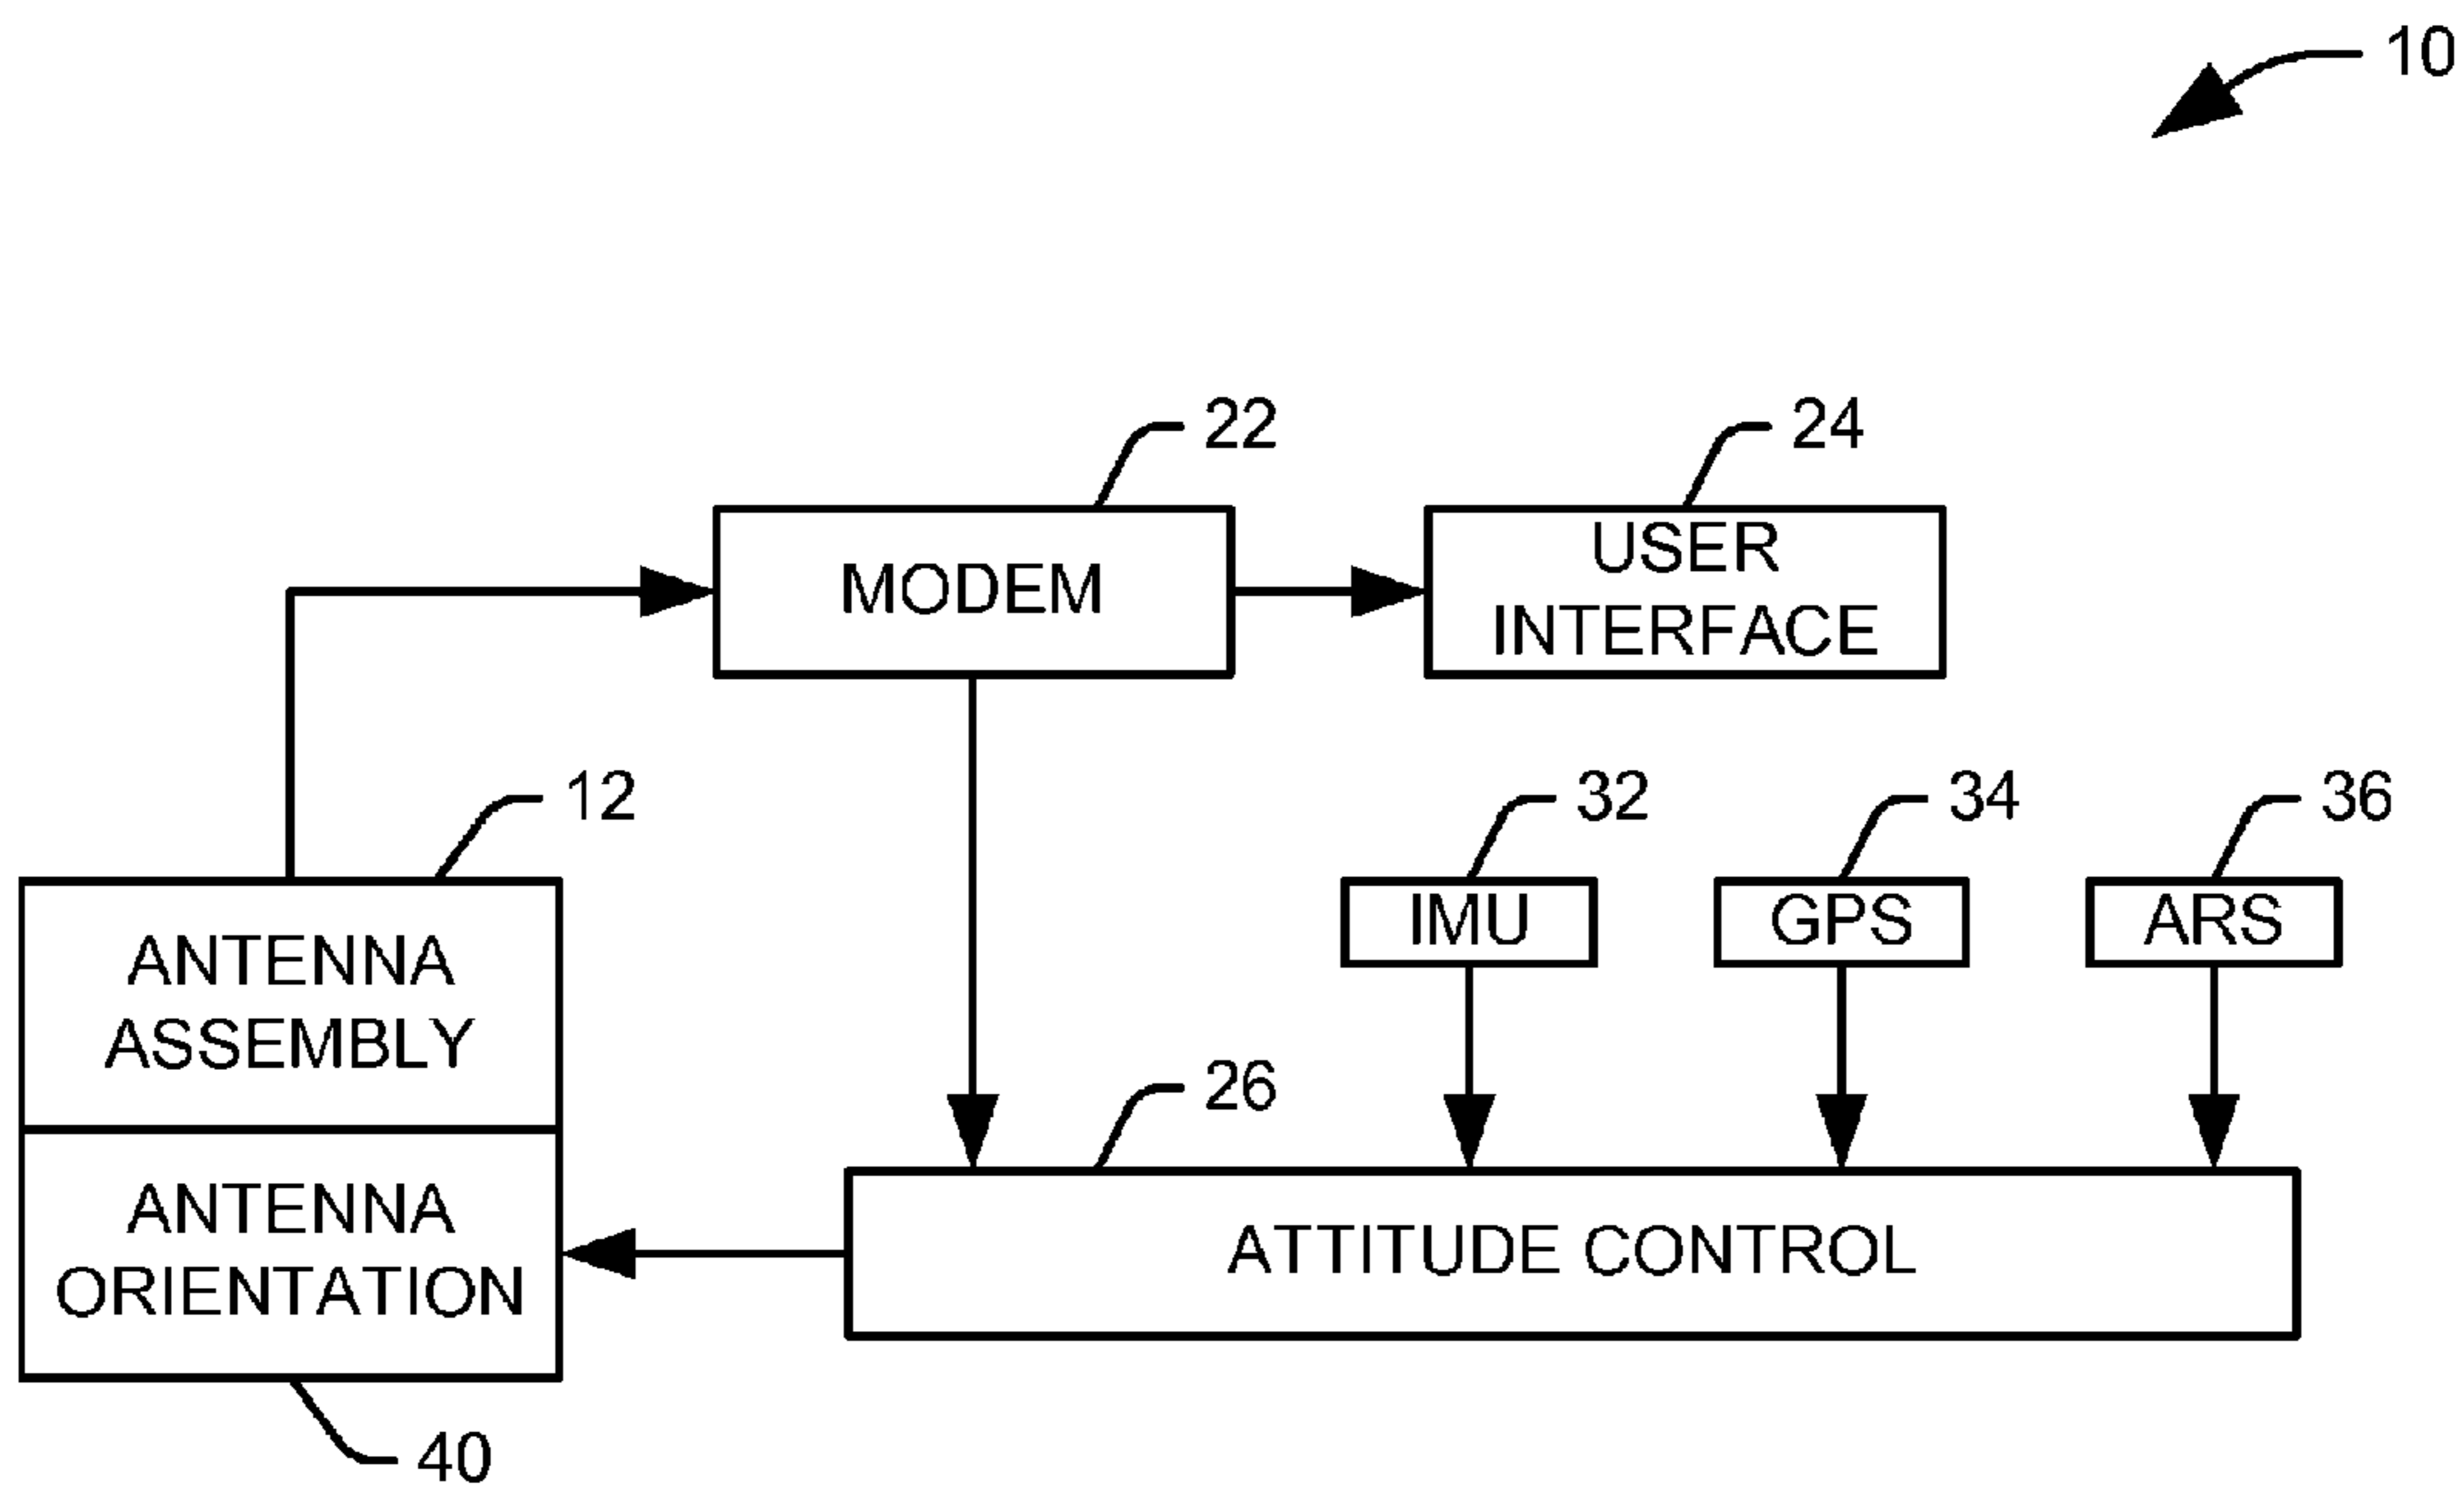 10
22
24
MODEM
USER
INTERFACE
12
32
34
36
ANTENNA
ASSEMBLY
IMU
GPS
ARS
26
ANTENNA
ORIENTATION
ATTITUDE CONTROL
40